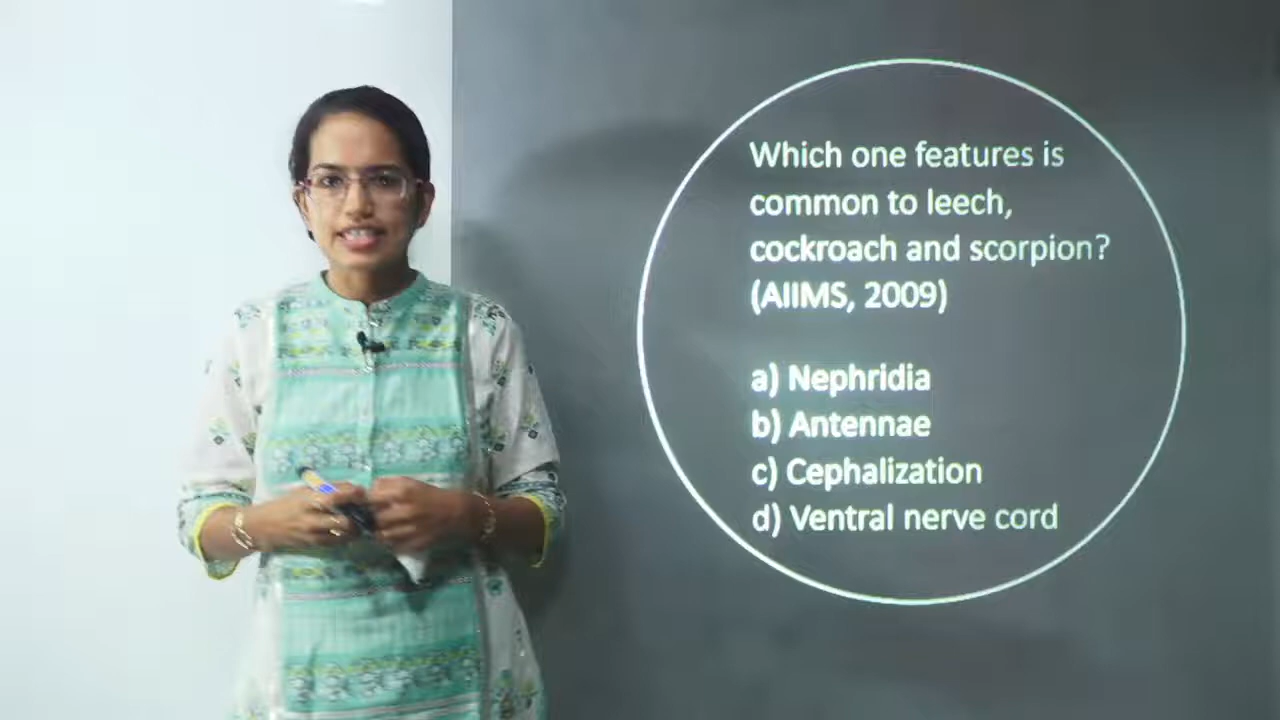 Which one features is
common to leech,
cockroach and scorpion?
(AIIMS, 2009)
a) Nephridia
b) Antennae
c) Cephalization
d) Ventral nerve cord